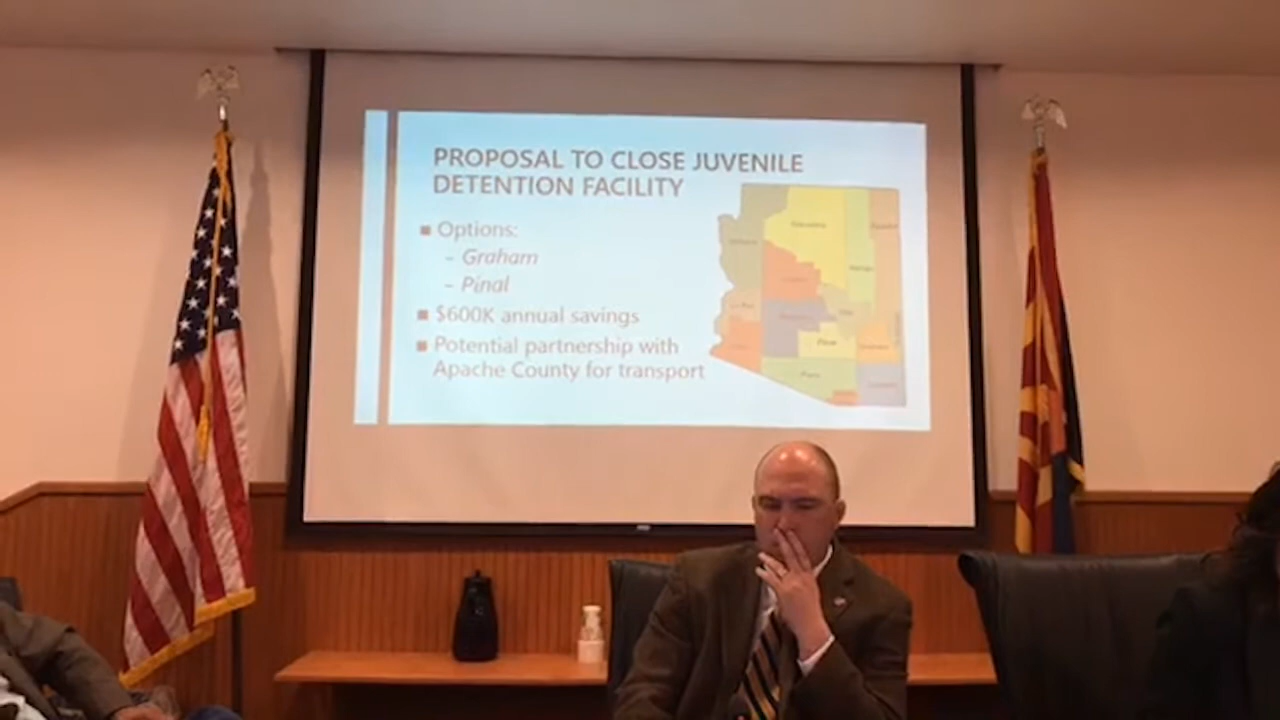 PROPOSAL TO CLOSE JUVENILE
DETENTION FACILITY
■ Options:
– Graham
– Pinal
■ $600K annual savings
■ Potential partnership with
Apache County for transport